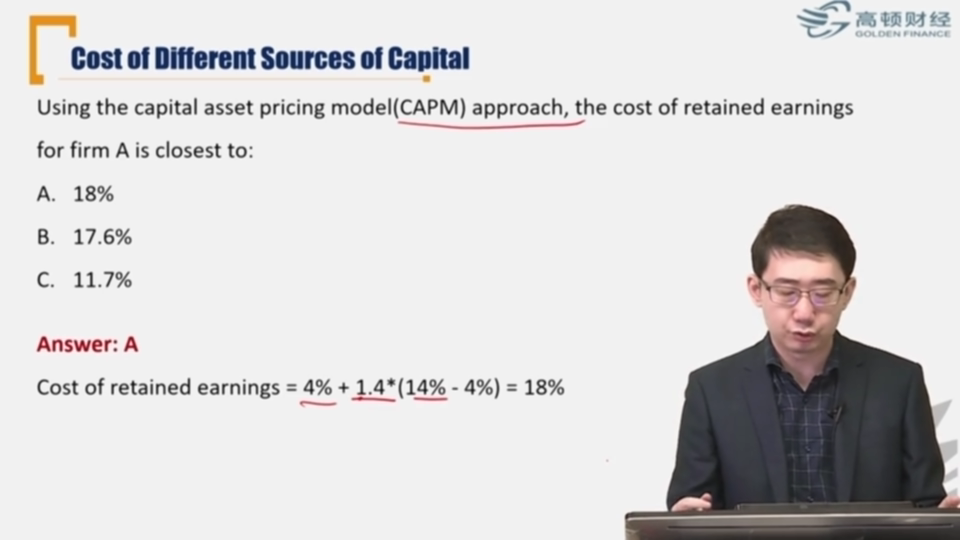 高顿财经
GOLDEN FINANCE
Cost of Different Sources of Capital
Using the capital asset pricing model(CAPM) approach, the cost of retained earnings
for firm A is closest to:
A. 18%
B. 17.6%
C. 11.7%
Answer: A
Cost of retained earnings = 4% + 1.4*(14% - 4%) = 18%